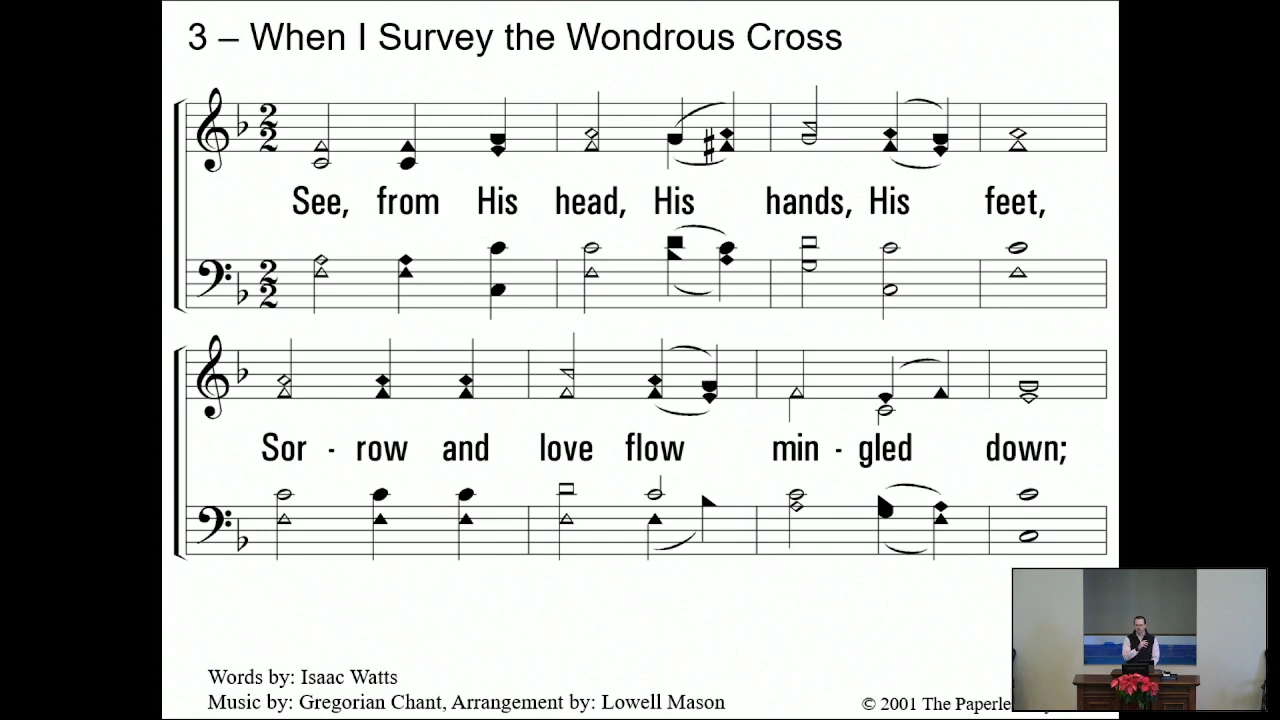 3 – When I Survey the Wondrous Cross
See, from His head, His hands, His feet,
Sor - row and love flow min - gled down;
Words by: Isaac Watts
Music by: Gregorian Chant, Arrangement by: Lowell Mason
© 2001 The